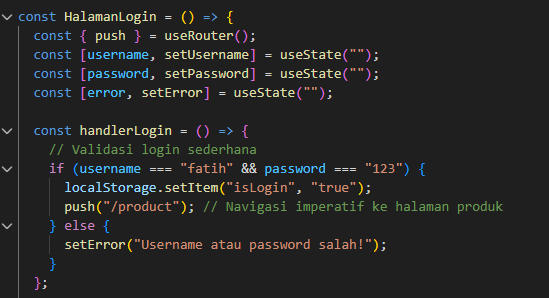 const HalamanLogin = () => {
const { push } = useRouter();
const [username, setUsername] = useState("");
const [password, setPassword] = useState("");
const [error, setError] = useState("");
const handlerLogin = () => {
// Validasi login sederhana
if (username === "fatih" && password === "123") {
localStorage.setItem("isLogin", "true");
push("/product"); // Navigasi imperatif ke halaman produk
} else {
setError("Username atau password salah!");
}
};